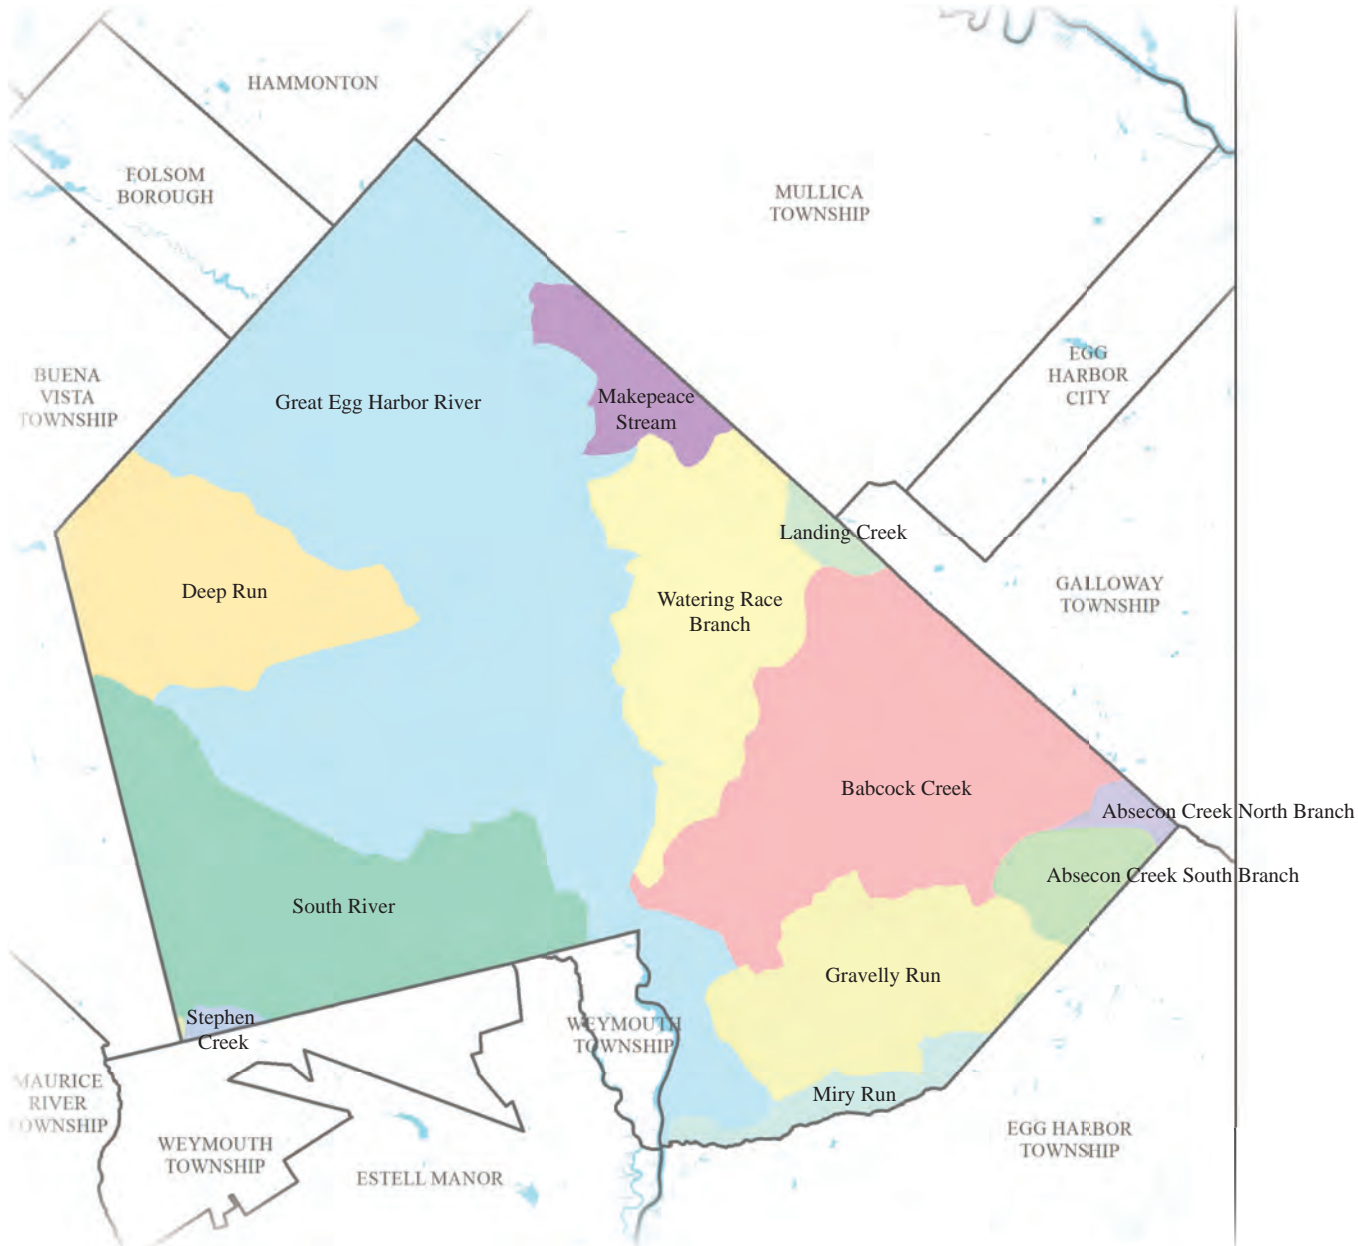 HAMMONTON
FOLSOM
BOROUGH
MULLICA
TOWNSHIP
BUENA
VISTA
TOWNSHIP
EGG
HARBOR
CITY
Great Egg Harbor River
Makepeace
Stream
Landing Creek
Deep Run
Watering Race
Branch
GALLOWAY
TOWNSHIP
Babcock Creek
Absecon Creek North Branch
Absecon Creek South Branch
South River
Gravelly Run
Stephen
Creek
WEYMOUTH
TOWNSHIP
MAURICE
RIVER
TOWNSHIP
Miry Run
WEYMOUTH
TOWNSHIP
ESTELL MANOR
EGG HARBOR
TOWNSHIP